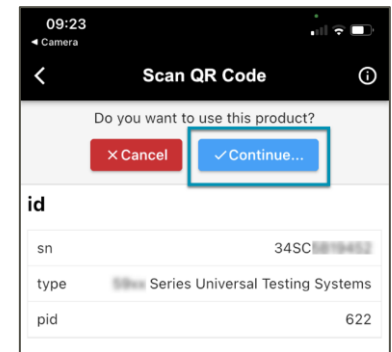 09:23
◄ Camera
Scan QR Code
Do you want to use this product?
×Cancel ✓Continue...
id
sn 34SC
type Series Universal Testing Systems
pid 622